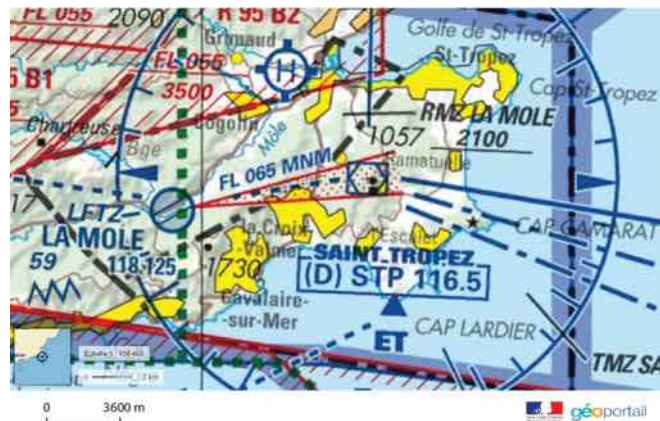 FL 055
2090
R 95 B2
Golfe de St-Tropez
Grimaud
St-Tropez
FL 055
H
Cap St-Tropez
5 B1
3500
RMZ LA MOLE
Cogolin
Môle
1057
2100
Chartreuse
Bge
Ramatuelle
FL 065 MNM
17
LFTZ
LA MOLE
la Croix-
Valmer
Escalet
CAP CAMARAT
59
118.125
1730
SAINT TROPEZ
(D) STP 116.5
Cavalaire-
sur-Mer
CAP LARDIER
ET
TMZ SA
0
3600 m
géoportail